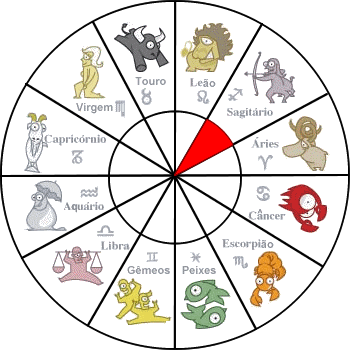 Touro
Leão
Virgem
Sagitário
Capricórnio
Áries
Aquário
Câncer
Libra
Escorpião
Gêmeos
Peixes